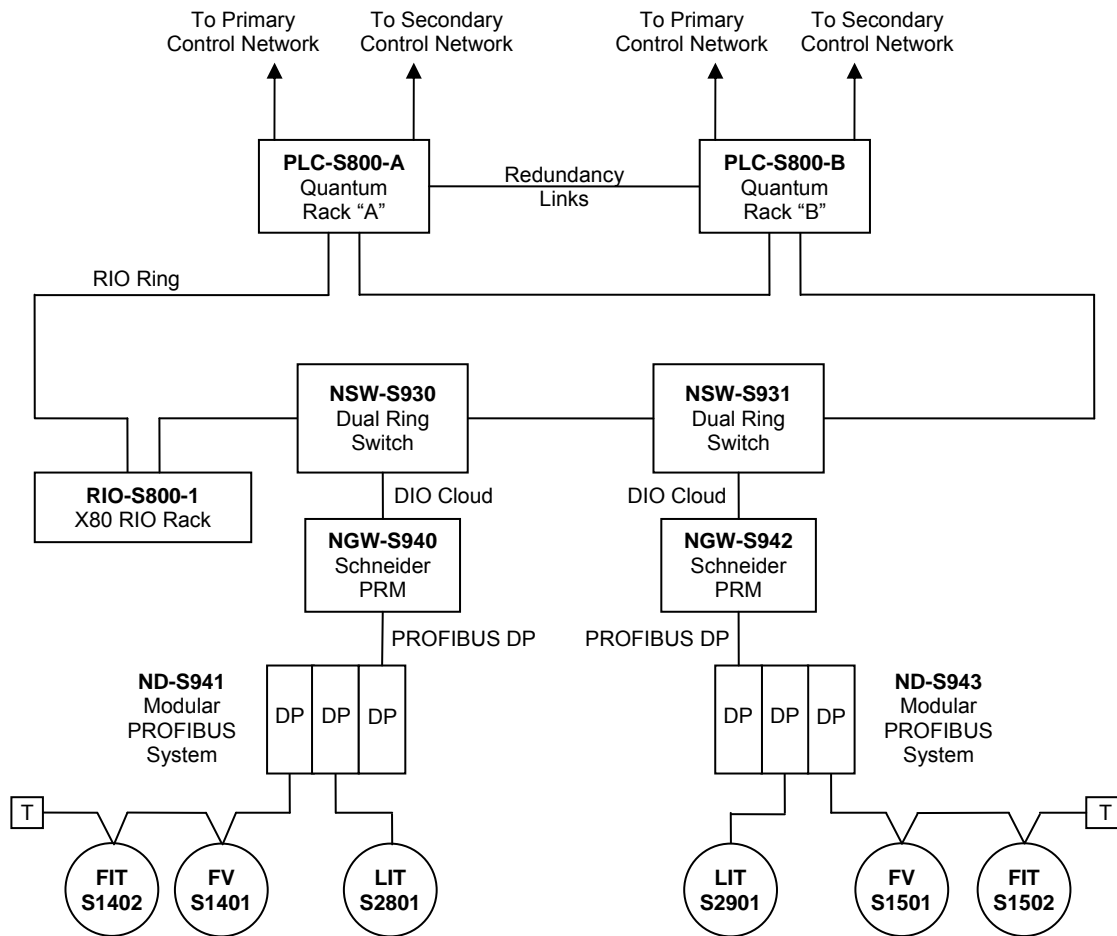 To Primary
Control Network
To Secondary
Control Network
To Primary
Control Network
To Secondary
Control Network
PLC-S800-A
Quantum
Rack “A”
Redundancy
Links
PLC-S800-B
Quantum
Rack “B”
RIO Ring
NSW-S930
Dual Ring
Switch
NSW-S931
Dual Ring
Switch
RIO-S800-1
X80 RIO Rack
DIO Cloud
DIO Cloud
NGW-S940
Schneider
PRM
NGW-S942
Schneider
PRM
PROFIBUS DP
PROFIBUS DP
ND-S941
Modular
PROFIBUS
System
DP DP DP
DP DP DP
ND-S943
Modular
PROFIBUS
System
T
T
FIT
S1402
FV
S1401
LIT
S2801
LIT
S2901
FV
S1501
FIT
S1502